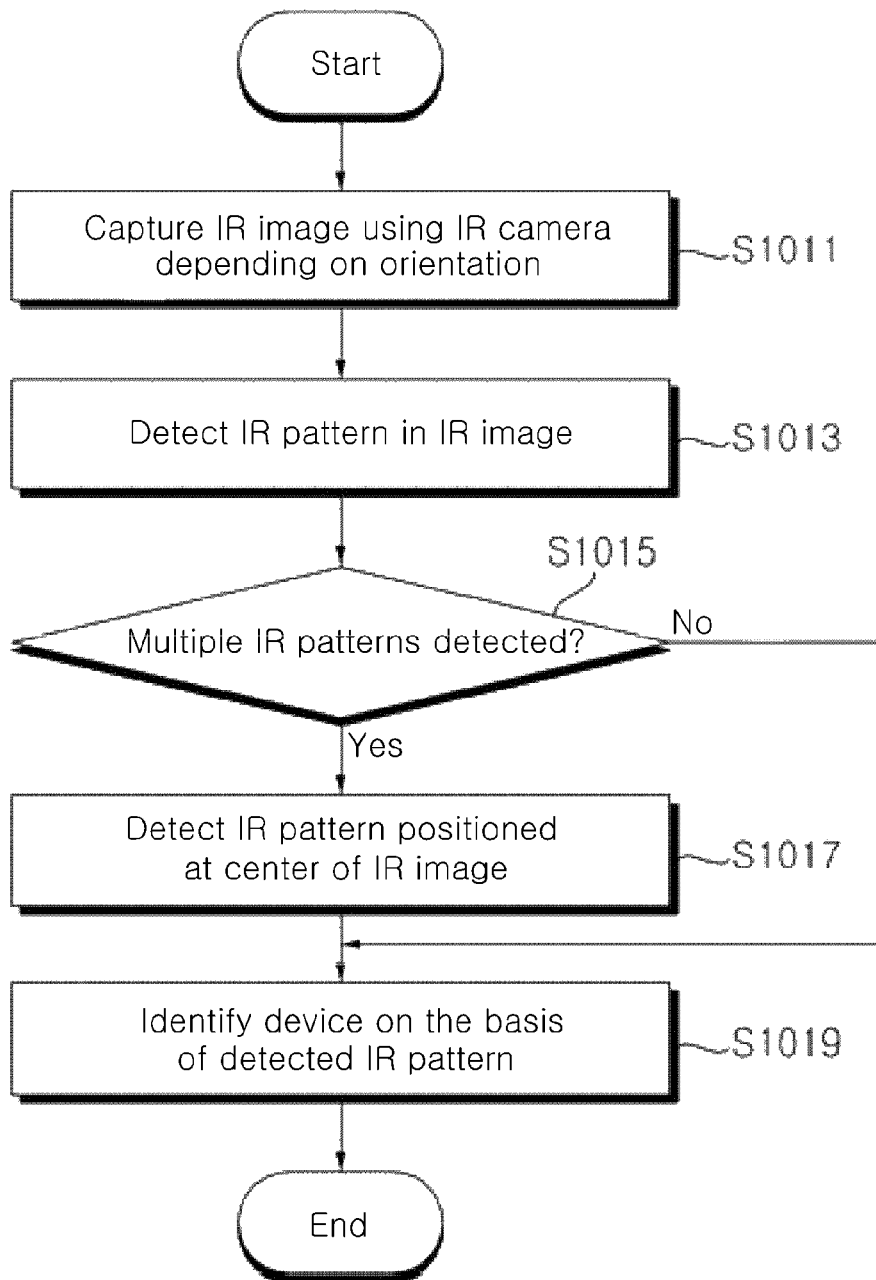 Start
Capture IR image using IR camera
depending on orientation
S1011
Detect IR pattern in IR image
S1013
S1015
Multiple IR patterns detected?
No
Yes
Detect IR pattern positioned
at center of IR image
S1017
Identify device on the basis
of detected IR pattern
S1019
End